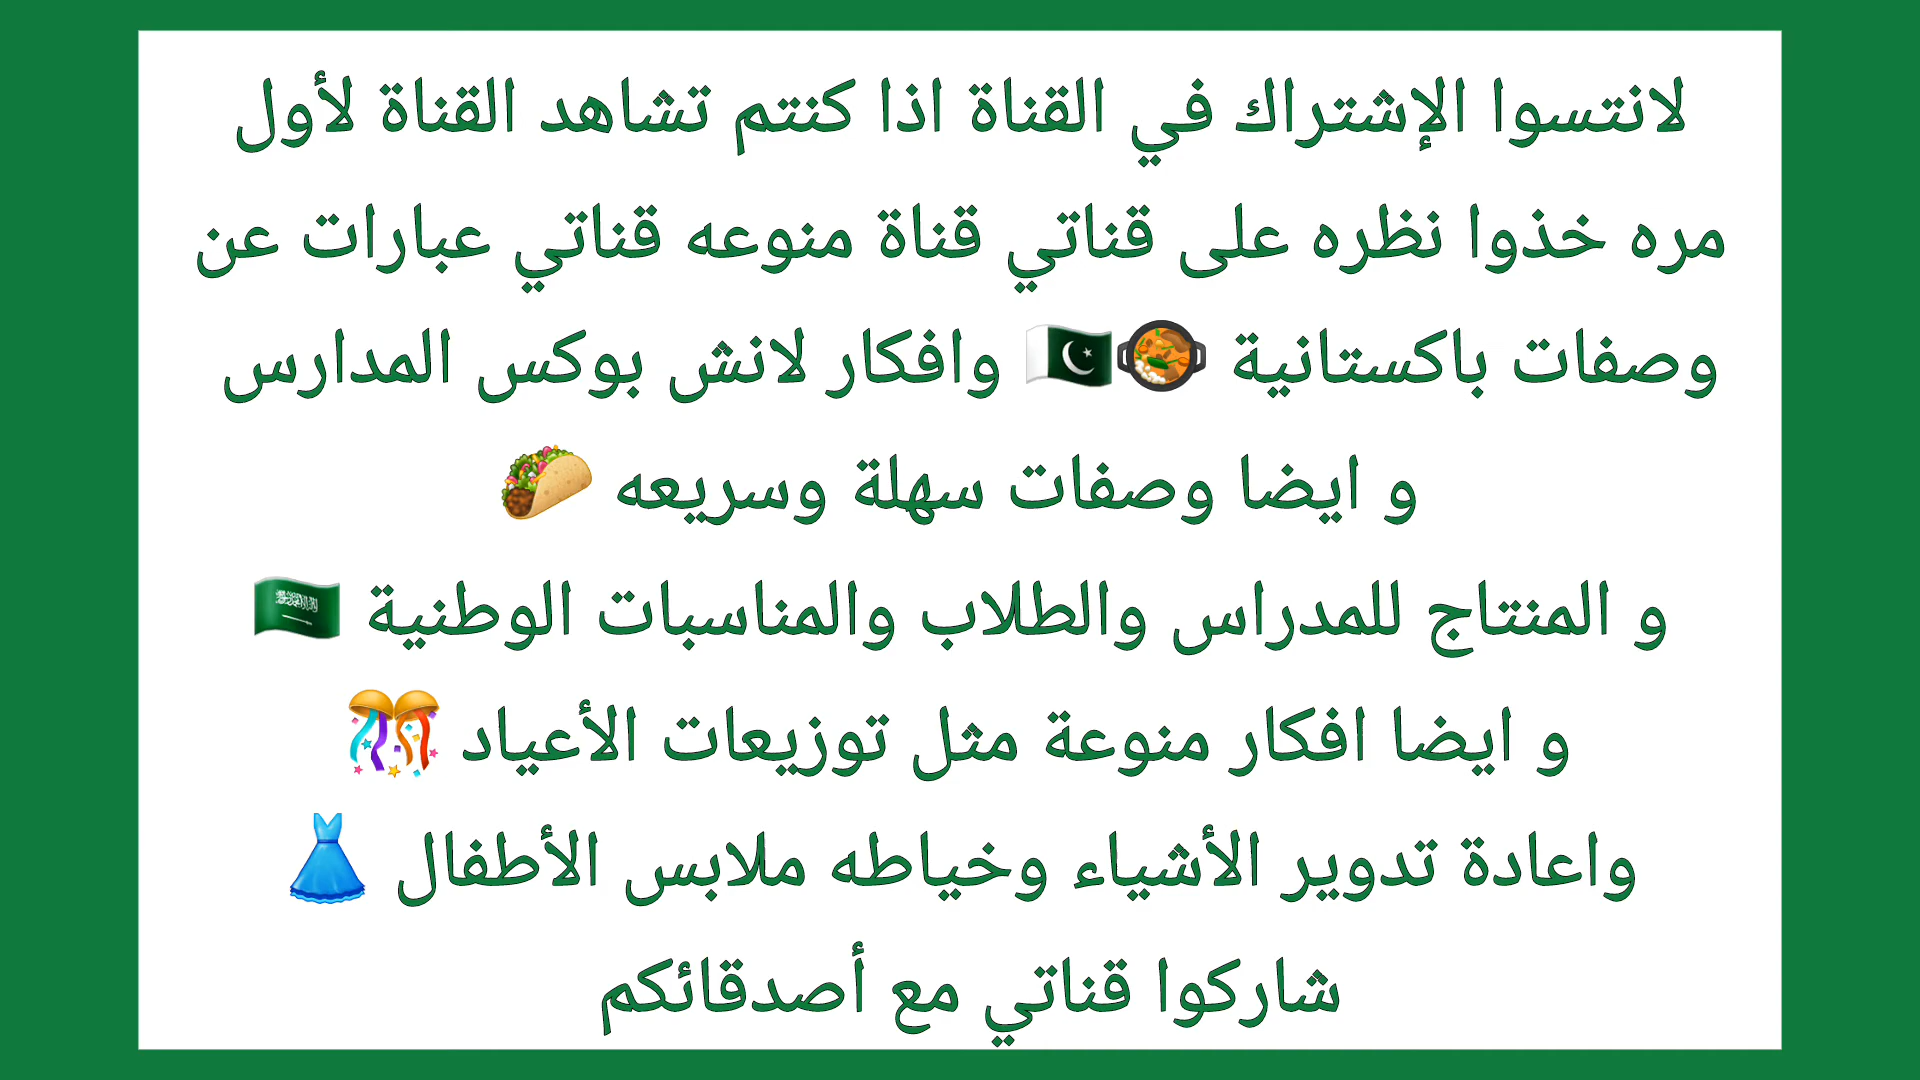 لانتسوا الإشتراك في القناة اذا كنتم تشاهد القناة لأول
مره خذوا نظره على قناتي قناة منوعه قناتي عبارات عن
وصفات باكستانية 🥘🇵🇰 وافكار لانش بوكس المدارس
و ايضا وصفات سهلة وسريعه 🌮
و المنتاج للمدراس والطلاب والمناسبات الوطنية 🇸🇦
و ايضا افكار منوعة مثل توزيعات الأعياد 🎊
واعادة تدوير الأشياء وخياطه ملابس الأطفال 👗
شاركوا قناتي مع أصدقائكم